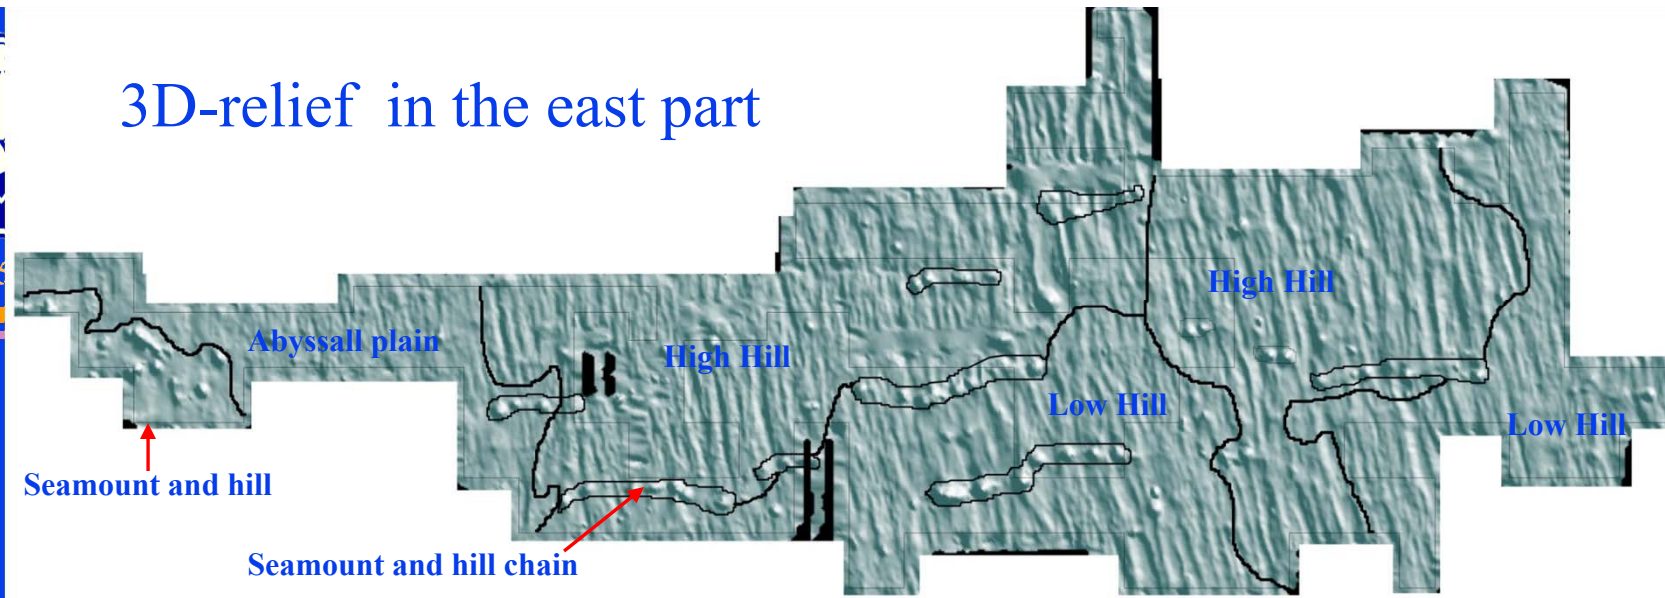 3D-relief in the east part
High Hill
Abyssall plain
High Hill
Low Hill
Low Hill
Seamount and hill
Seamount and hill chain